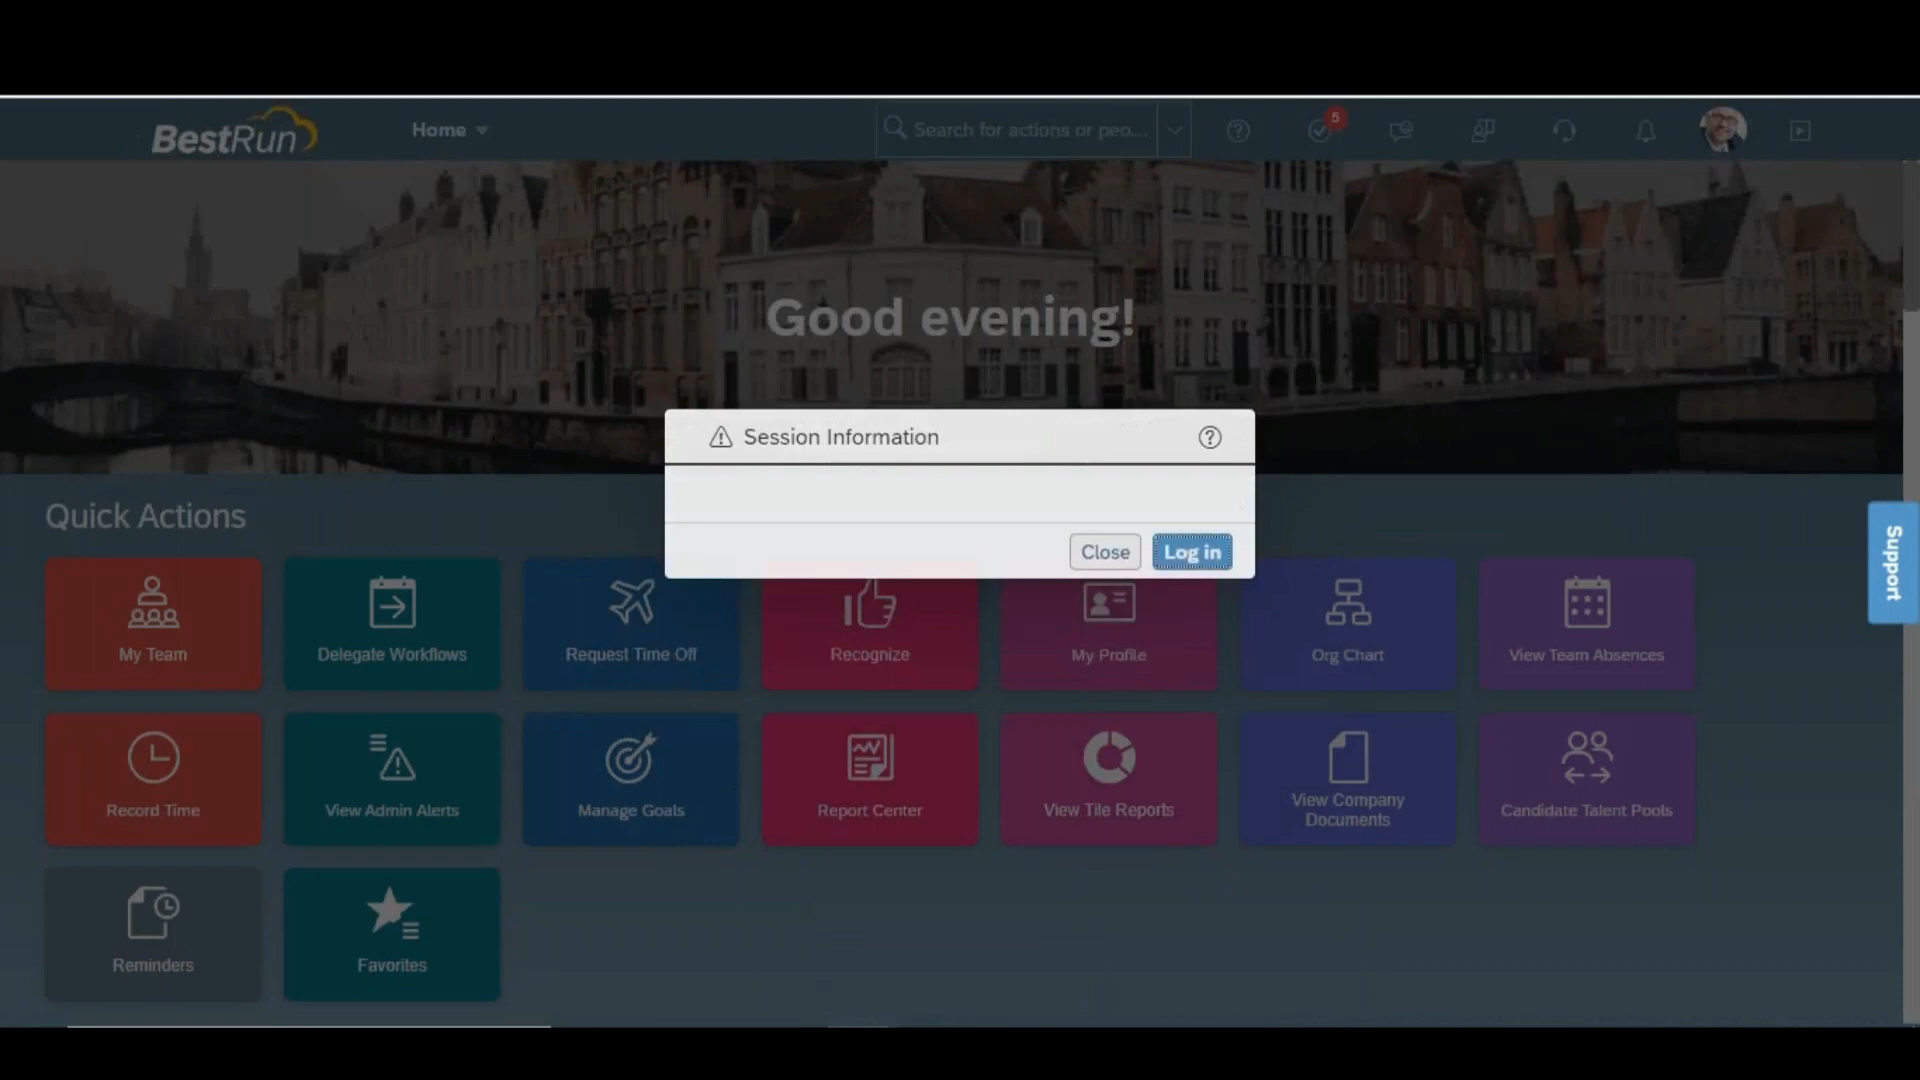 BestRun
Home
Search for actions or peo...
5
Good evening!
Session Information
Close
Log in
Support
Quick Actions
My Team
Delegate Workflows
Request Time Off
Recognize
My Profile
Org Chart
View Team Absences
Record Time
View Admin Alerts
Manage Goals
Report Center
View Tile Reports
View Company
Documents
Candidate Talent Pools
Reminders
Favorites